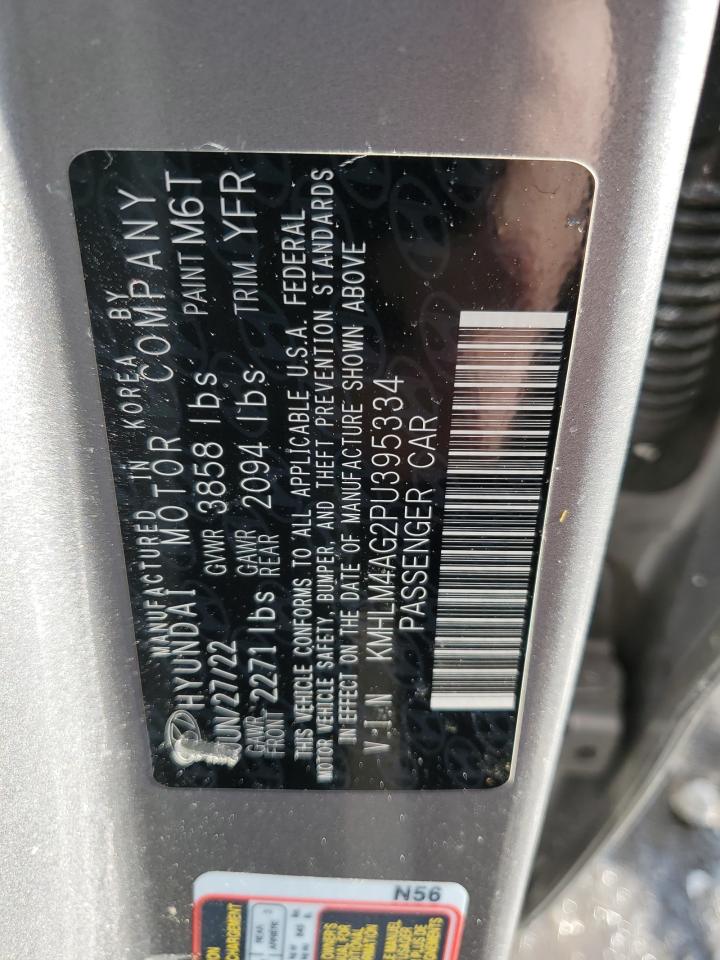 MANUFACTURED IN KOREA BY
HYUNDAI MOTOR COMPANY
JUN/27/22 GVWR 3858 lbs PAINT M6T
GAWR FRONT 2271 lbs GAWR REAR 2094 lbs TRIM YFR
THIS VEHICLE CONFORMS TO ALL APPLICABLE U.S.A. FEDERAL
MOTOR VEHICLE SAFETY, BUMPER, AND THEFT PREVENTION STANDARDS
IN EFFECT ON THE DATE OF MANUFACTURE SHOWN ABOVE
V.I.N KMHLM4AG2PU395334
PASSENGER CAR
N56